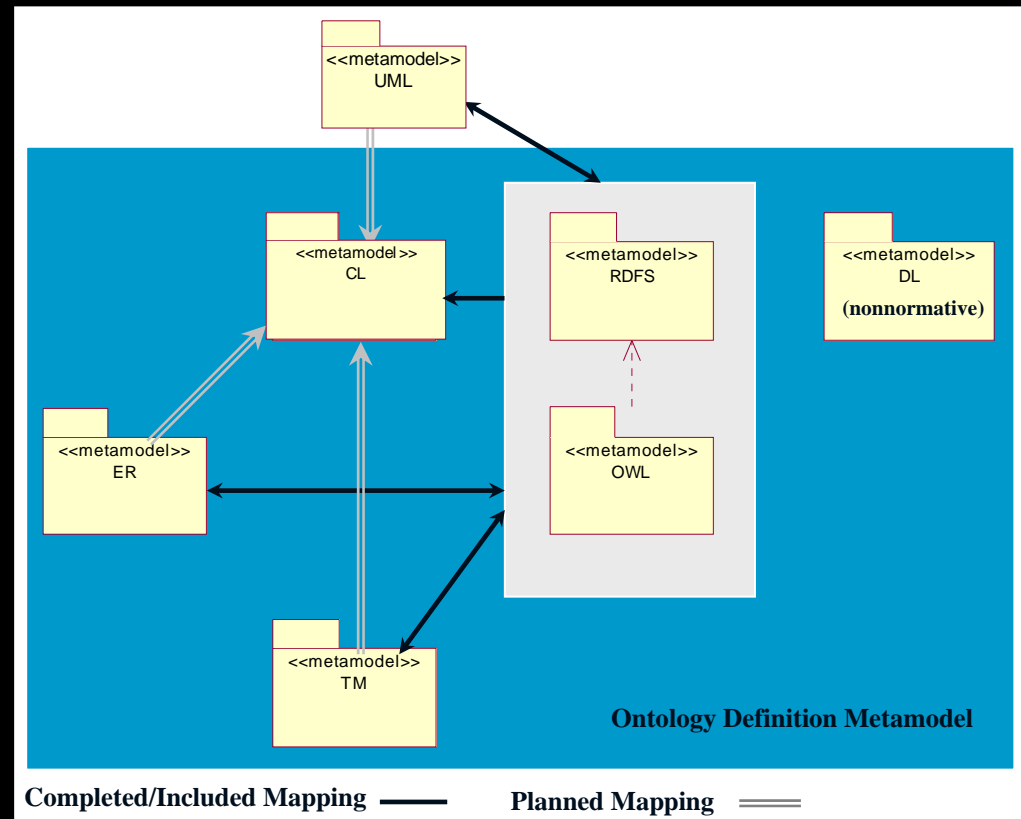 <<metamodel>>
UML
<<metamodel>>
CL
<<metamodel>>
RDFS
<<metamodel>>
DL
(nonnormative)
<<metamodel>>
ER
<<metamodel>>
OWL
<<metamodel>>
TM
Ontology Definition Metamodel
Completed/Included Mapping
Planned Mapping